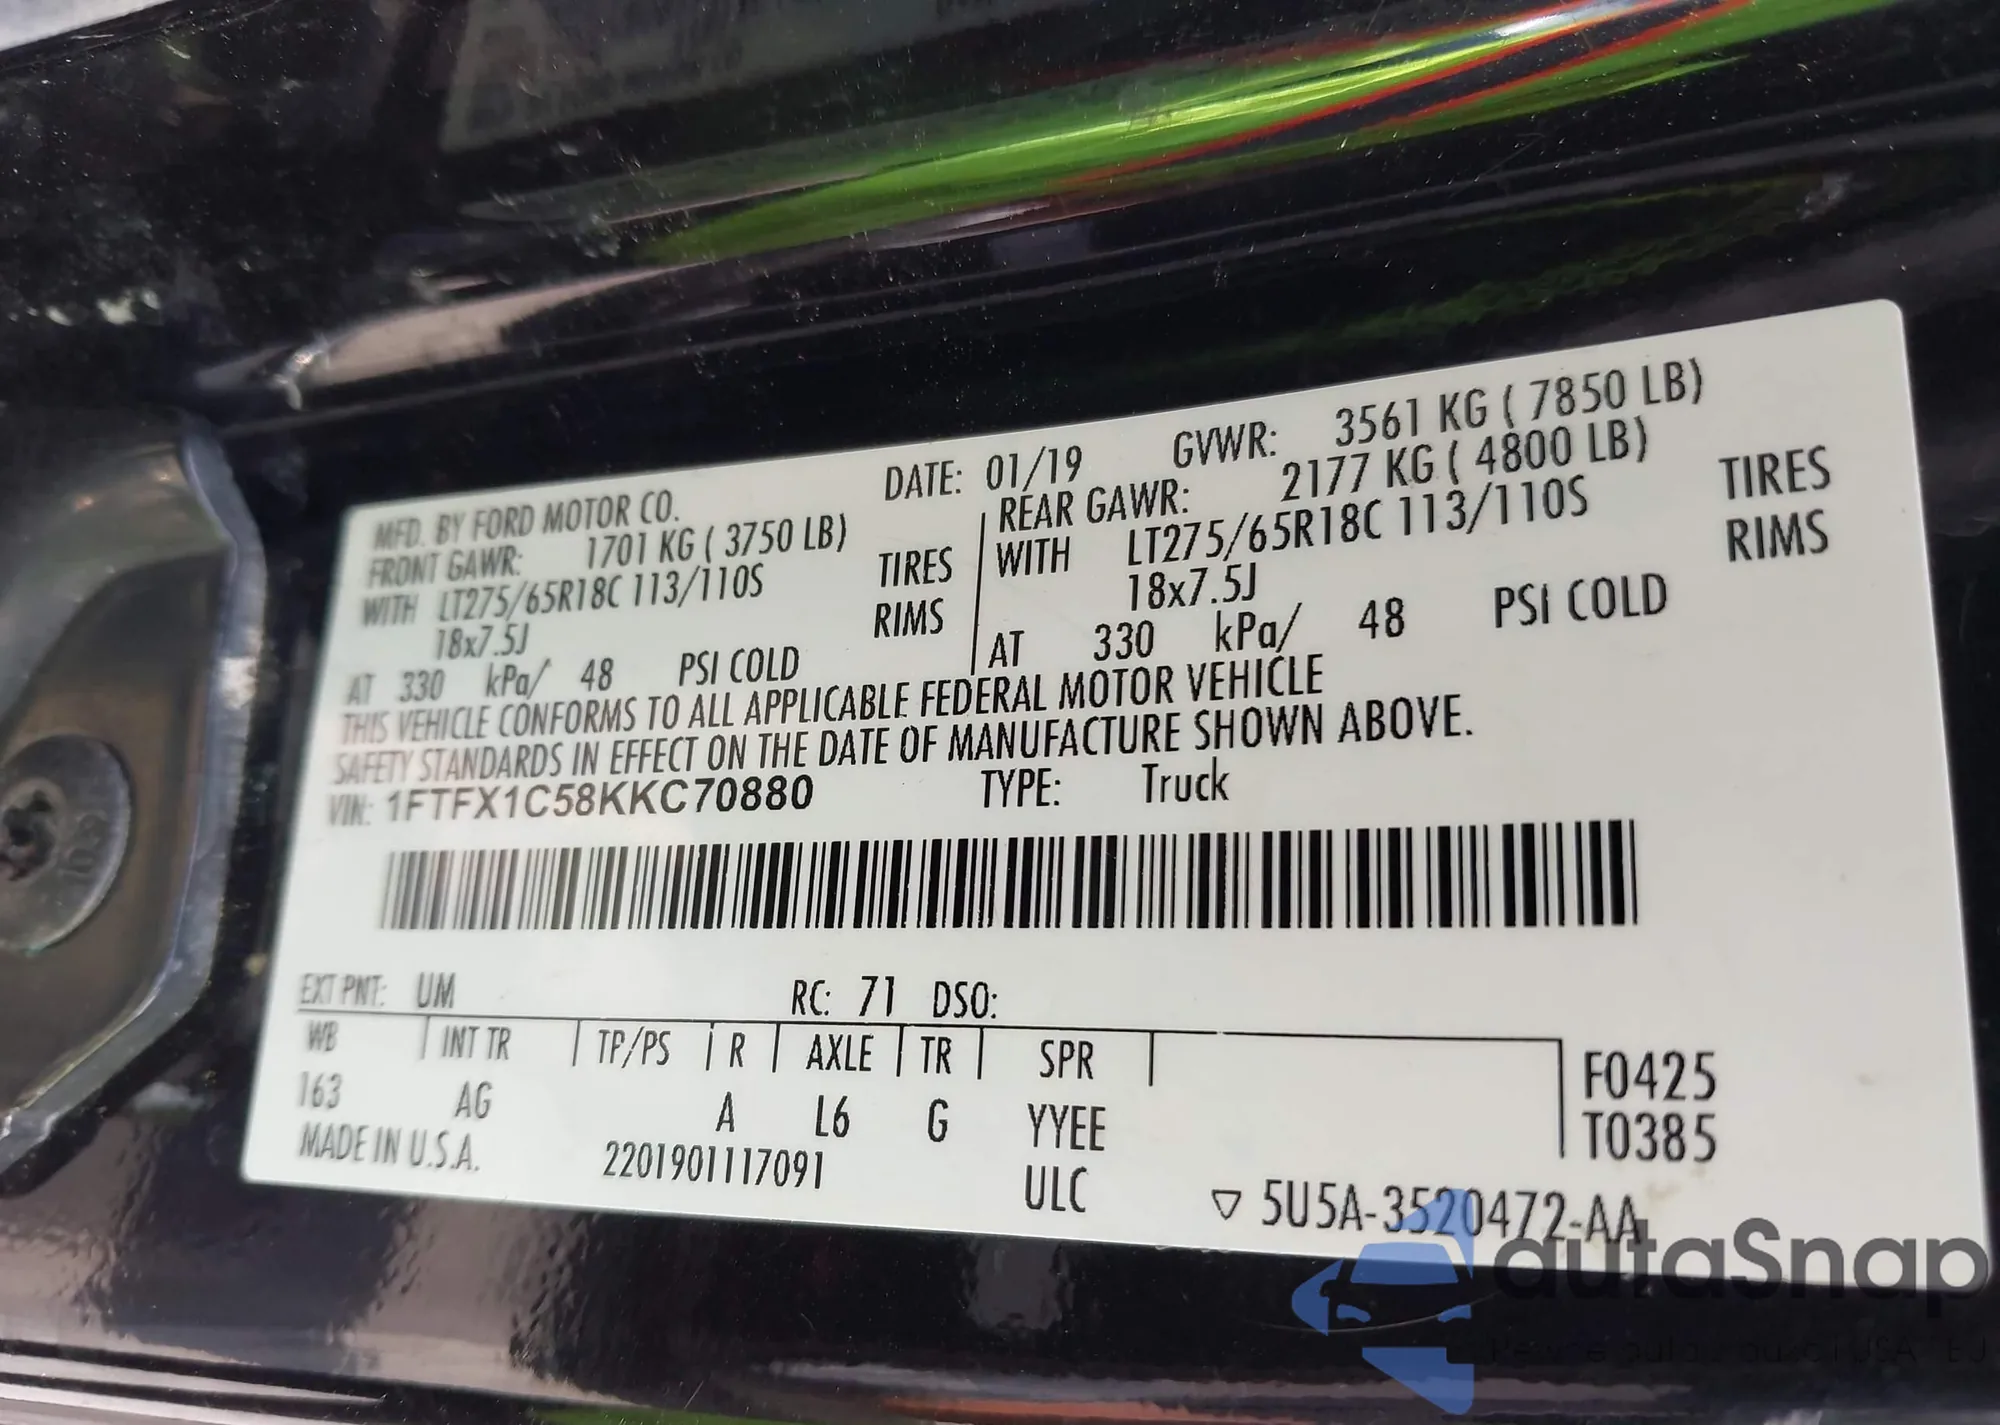 MFD. BY FORD MOTOR CO. DATE: 01/19 GVWR: 3561 KG ( 7850 LB)
FRONT GAWR: 1701 KG ( 3750 LB) REAR GAWR: 2177 KG ( 4800 LB)
WITH LT275/65R18C 113/110S TIRES WITH LT275/65R18C 113/110S TIRES
18x7.5J RIMS 18x7.5J RIMS
AT 330 kPa/ 48 PSI COLD AT 330 kPa/ 48 PSI COLD
THIS VEHICLE CONFORMS TO ALL APPLICABLE FEDERAL MOTOR VEHICLE
SAFETY STANDARDS IN EFFECT ON THE DATE OF MANUFACTURE SHOWN ABOVE.
VIN: 1FTFX1C58KKC70880 TYPE: Truck
EXT PNT: UM RC: 71 DSO:
WB INT TR TP/PS R AXLE TR SPR F0425
163 AG A L6 G YYEE T0385
MADE IN U.S.A. 2201901117091 ULC ▽ 5U5A-3520472-AA
autaSnap